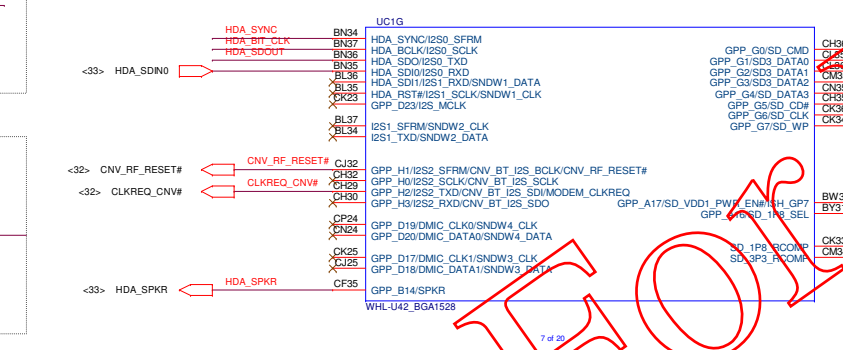 UC1G
HDA_SYNC BN34 HDA_SYNC/I2S0_SFRM
HDA_BIT_CLK BN37 HDA_BCLK/I2S0_SCLK GPP_G0/SD_CMD
HDA_SDOUT BN36 HDA_SDO/I2S0_TXD GPP_G1/SD3_DATA0
<33> HDA_SDIN0 BN35 HDA_SDI0/I2S0_RXD GPP_G2/SD3_DATA1
BL36 HDA_SDI1/I2S1_RXD/SNDW1_DATA GPP_G3/SD3_DATA2
BL35 HDA_RST#/I2S1_SCLK/SNDW1_CLK GPP_G4/SD_DATA3
CK23 GPP_D23/I2S_MCLK GPP_G5/SD_CD#
GPP_G6/SD_CLK
BL37 I2S1_SFRM/SNDW2_CLK GPP_G7/SD_WP CK34
BL34 I2S1_TXD/SNDW2_DATA
<32> CNV_RF_RESET# CNV_RF_RESET# CJ32 GPP_H1/I2S2_SFRM/CNV_BT_I2S_BCLK/CNV_RF_RESET#
CH32 GPP_H0/I2S2_SCLK/CNV_BT_I2S_SCLK
<32> CLKREQ_CNV# CLKREQ_CNV# CH29 GPP_H2/I2S2_TXD/CNV_BT_I2S_SDI/MODEM_CLKREQ
CH30 GPP_H3/I2S2_RXD/CNV_BT_I2S_SDO GPP_A17/SD_VDD1_PWR_EN#/ISH_GP7
GPP_A16/SD_1P8_SEL
CP24 GPP_D19/DMIC_CLK0/SNDW4_CLK
CN24 GPP_D20/DMIC_DATA0/SNDW4_DATA
SD_1P8_RCOMP
CK25 GPP_D17/DMIC_CLK1/SNDW3_CLK SD_3P3_RCOMP
CJ25 GPP_D18/DMIC_DATA1/SNDW3_DATA
<33> HDA_SPKR HDA_SPKR CF35 GPP_B14/SPKR
WHL-U42_BGA1528
7 of 20
For